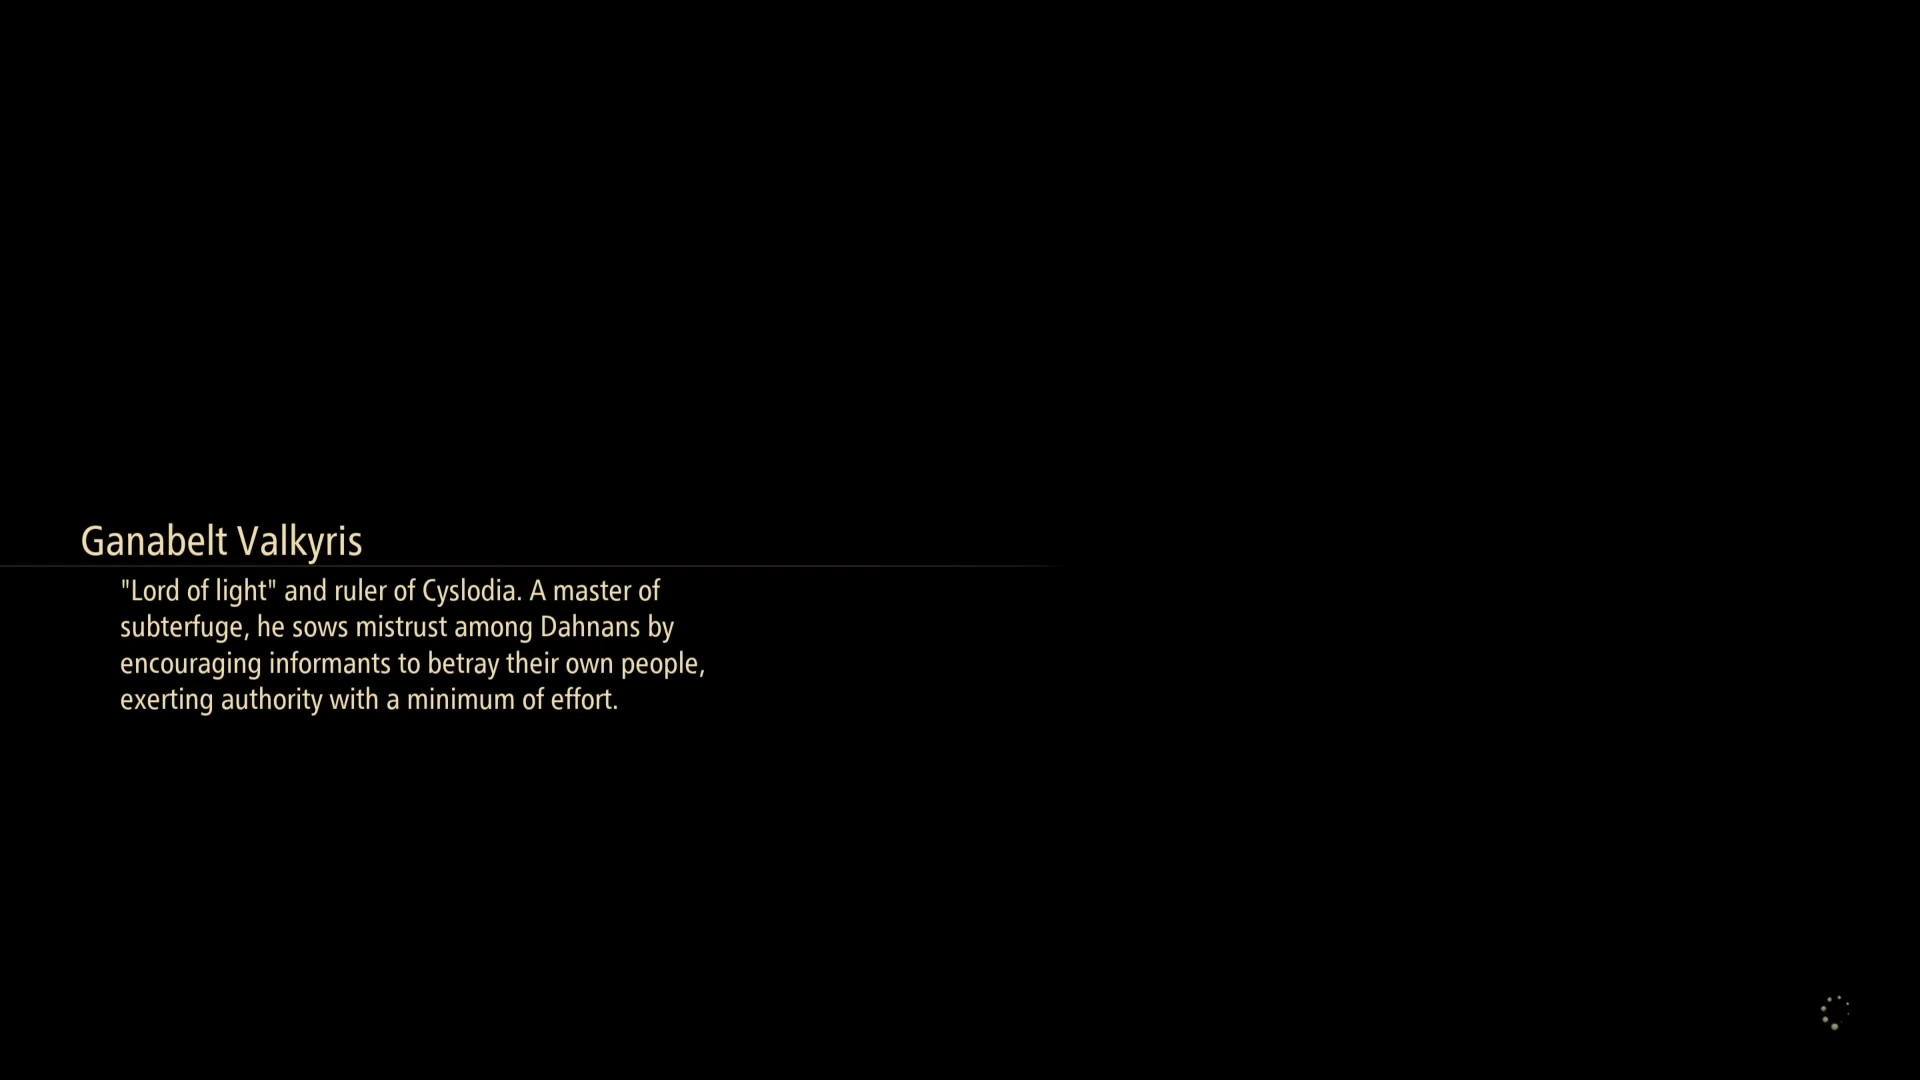 Ganabelt Valkyris
"Lord of light" and ruler of Cyslodia. A master of
subterfuge, he sows mistrust among Dahnans by
encouraging informants to betray their own people,
exerting authority with a minimum of effort.